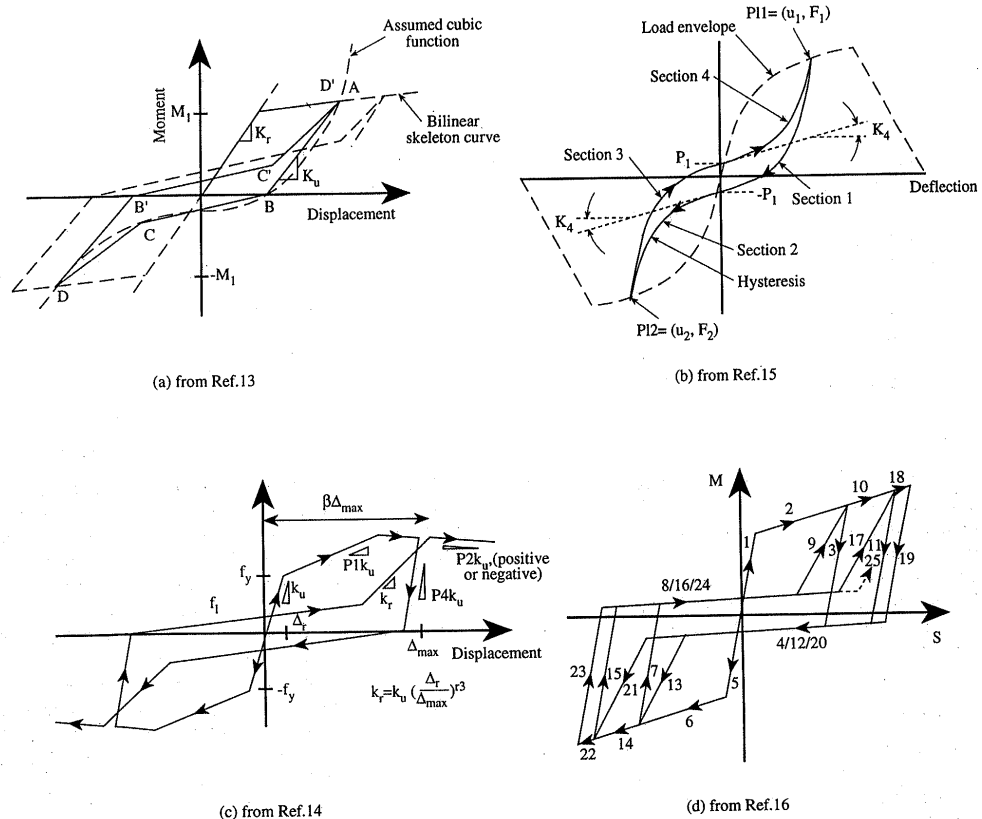 Assumed cubic
function
Moment
D'
A
M₁
Bilinear
skeleton curve
Kᵣ
C'
Kᵤ
B'
B
Displacement
C
-M₁
D
(a) from Ref.13
Pl1= (u₁, F₁)
Load envelope
Section 4
K₄
Section 3
P₁
Deflection
-P₁
Section 1
K₄
Section 2
Hysteresis
Pl2= (u₂, F₂)
(b) from Ref.15
βΔmax
P1kᵤ
P2kᵤ,(positive
or negative)
f_y
kᵤ
kᵣ
P4kᵤ
f₁
Δᵣ
Δmax
Displacement
-f_y
kᵣ=kᵤ (Δᵣ/Δmax)^r3
(c) from Ref.14
M
18
10
2
1
9
3
17
11
25
19
8/16/24
S
4/12/20
23
15
21
7
13
5
6
14
22
(d) from Ref.16